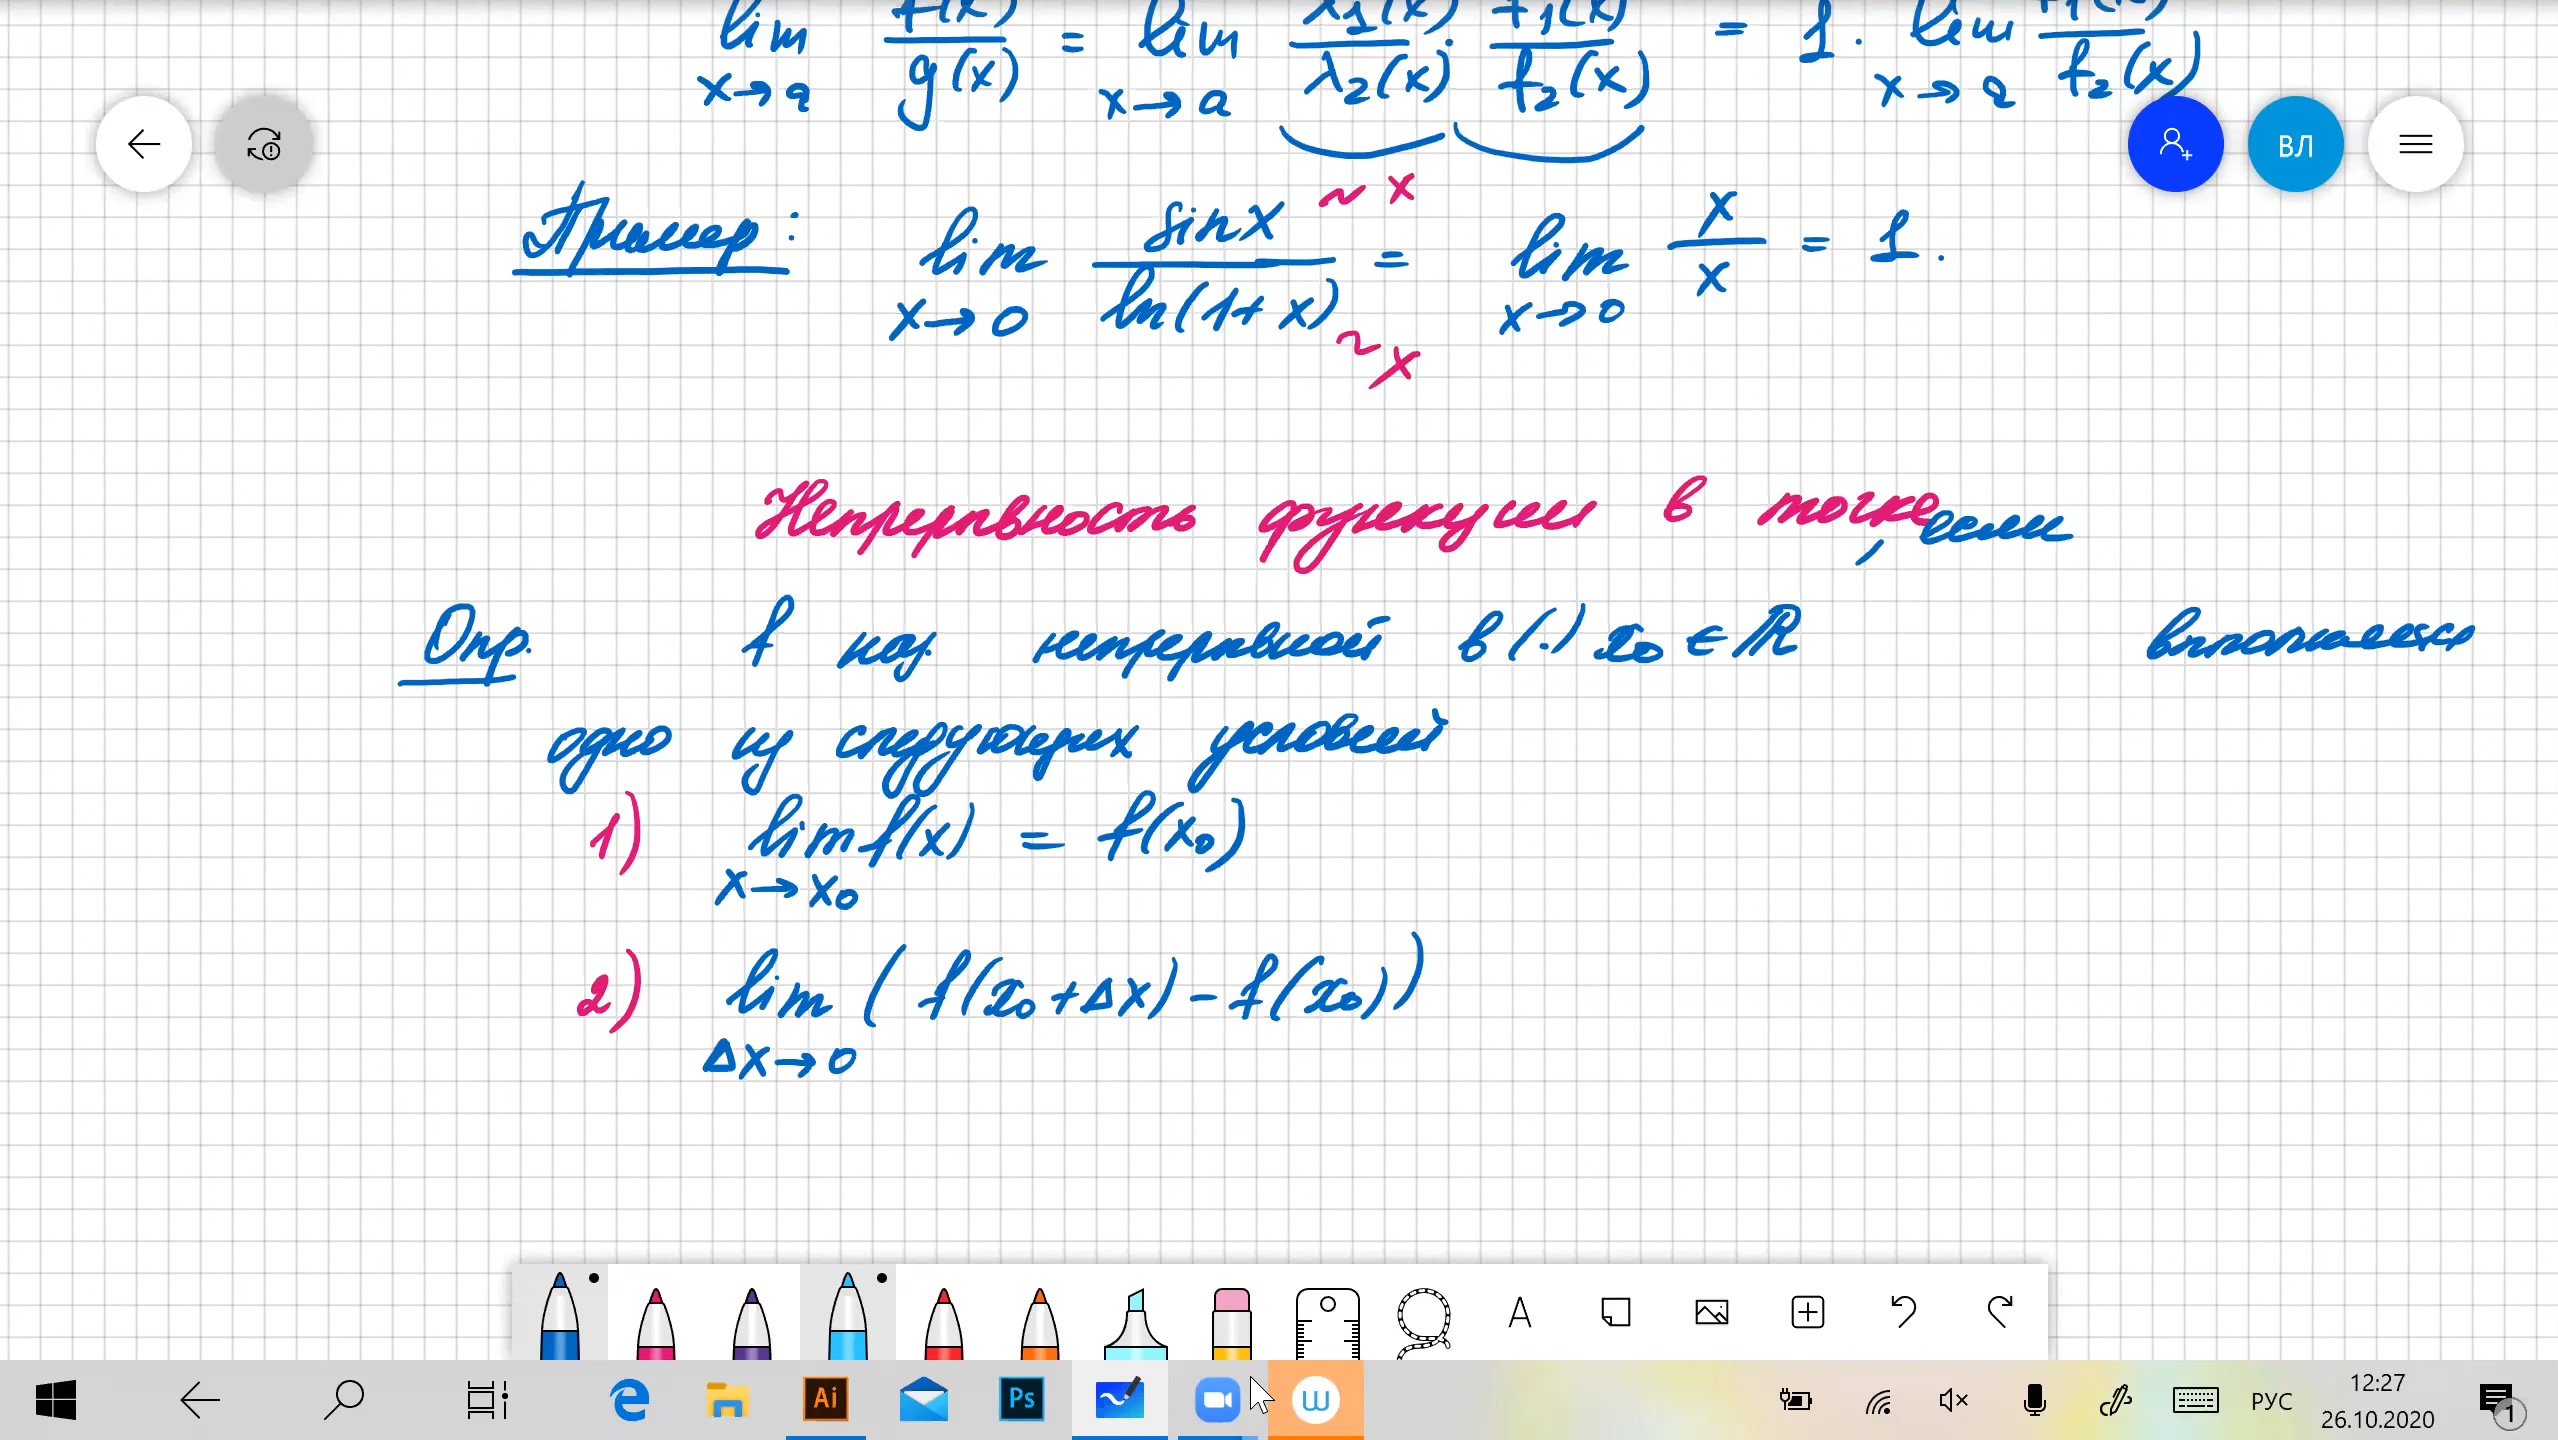 lim x→a f(x)/g(x) = lim x→a λ₁(x)/λ₂(x) · f₁(x)/f₂(x) = 1 · lim x→a f₁(x)/f₂(x)
ВЛ
Пример: lim x→0 sinx/ln(1+x) = lim x→0 x/x = 1.
~ x
~ x
Непрерывность функции в точке
, если
Опр. f наз. непрерывной в (·) x₀ ∈ ℝ выполняется
одно из следующих условий
1) lim x→x₀ f(x) = f(x₀)
2) lim Δx→0 ( f(x₀+Δx) - f(x₀) )
A
Ai
Ps
РУС
12:27
26.10.2020
1